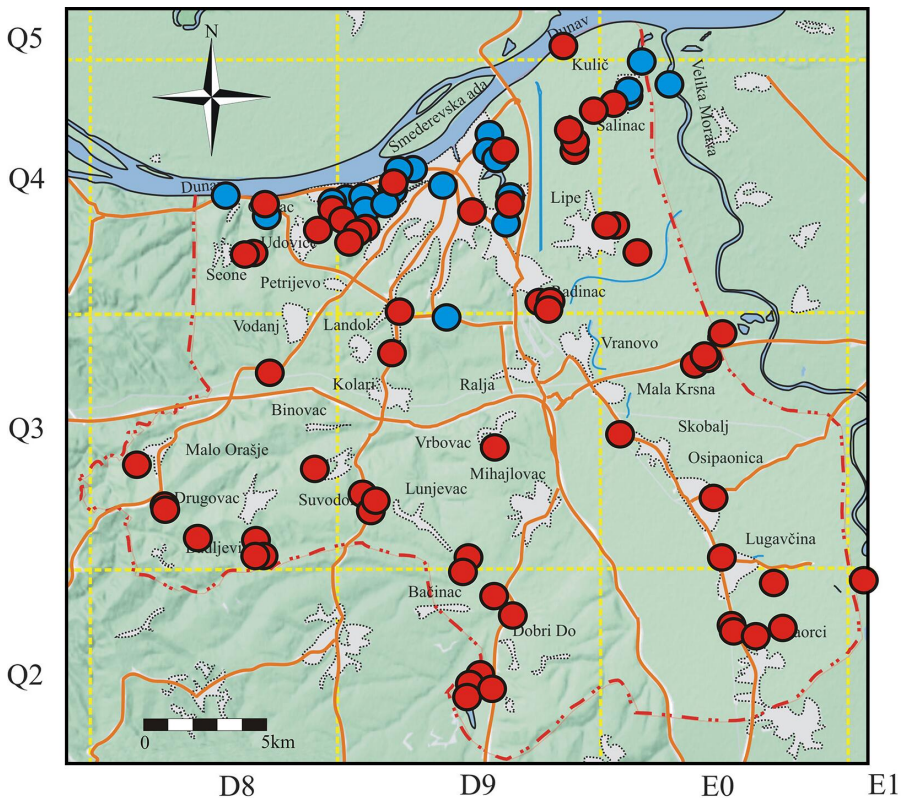 Q5
N
Dunav
Kulič
Velika Morava
Smederevska ada
Salinac
Q4
Lipe
Udovice
Seone
Petrijevo
Radinac
Vodanj
Landol
Vranovo
Kolari
Ralja
Mala Krsna
Binovac
Q3
Skobalj
Malo Orašje
Vrbovac
Osipaonica
Mihajlovac
Drugovac
Suvodo
Lunjevac
Lugavčina
Bačinac
Dobri Do
Q2
0
5km
D8
D9
E0
E1